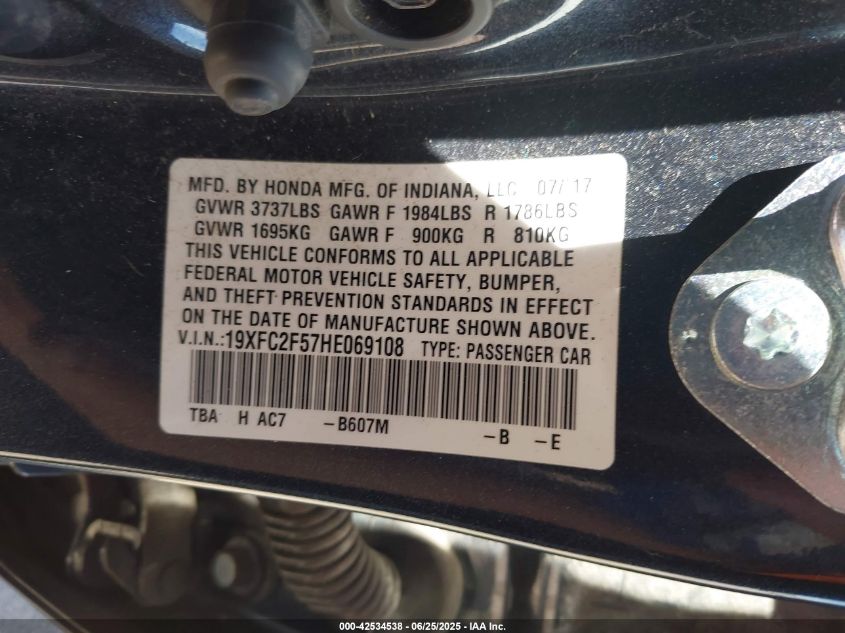 MFD. BY HONDA MFG. OF INDIANA, LLC 07/17
GVWR 3737LBS GAWR F 1984LBS R 1786LBS
GVWR 1695KG GAWR F 900KG R 810KG
THIS VEHICLE CONFORMS TO ALL APPLICABLE
FEDERAL MOTOR VEHICLE SAFETY, BUMPER,
AND THEFT PREVENTION STANDARDS IN EFFECT
ON THE DATE OF MANUFACTURE SHOWN ABOVE.
V.I.N.:19XFC2F57HE069108 TYPE: PASSENGER CAR
TBA H AC7 -B607M -B -E
000-42534538 - 06/25/2025 - IAA Inc.